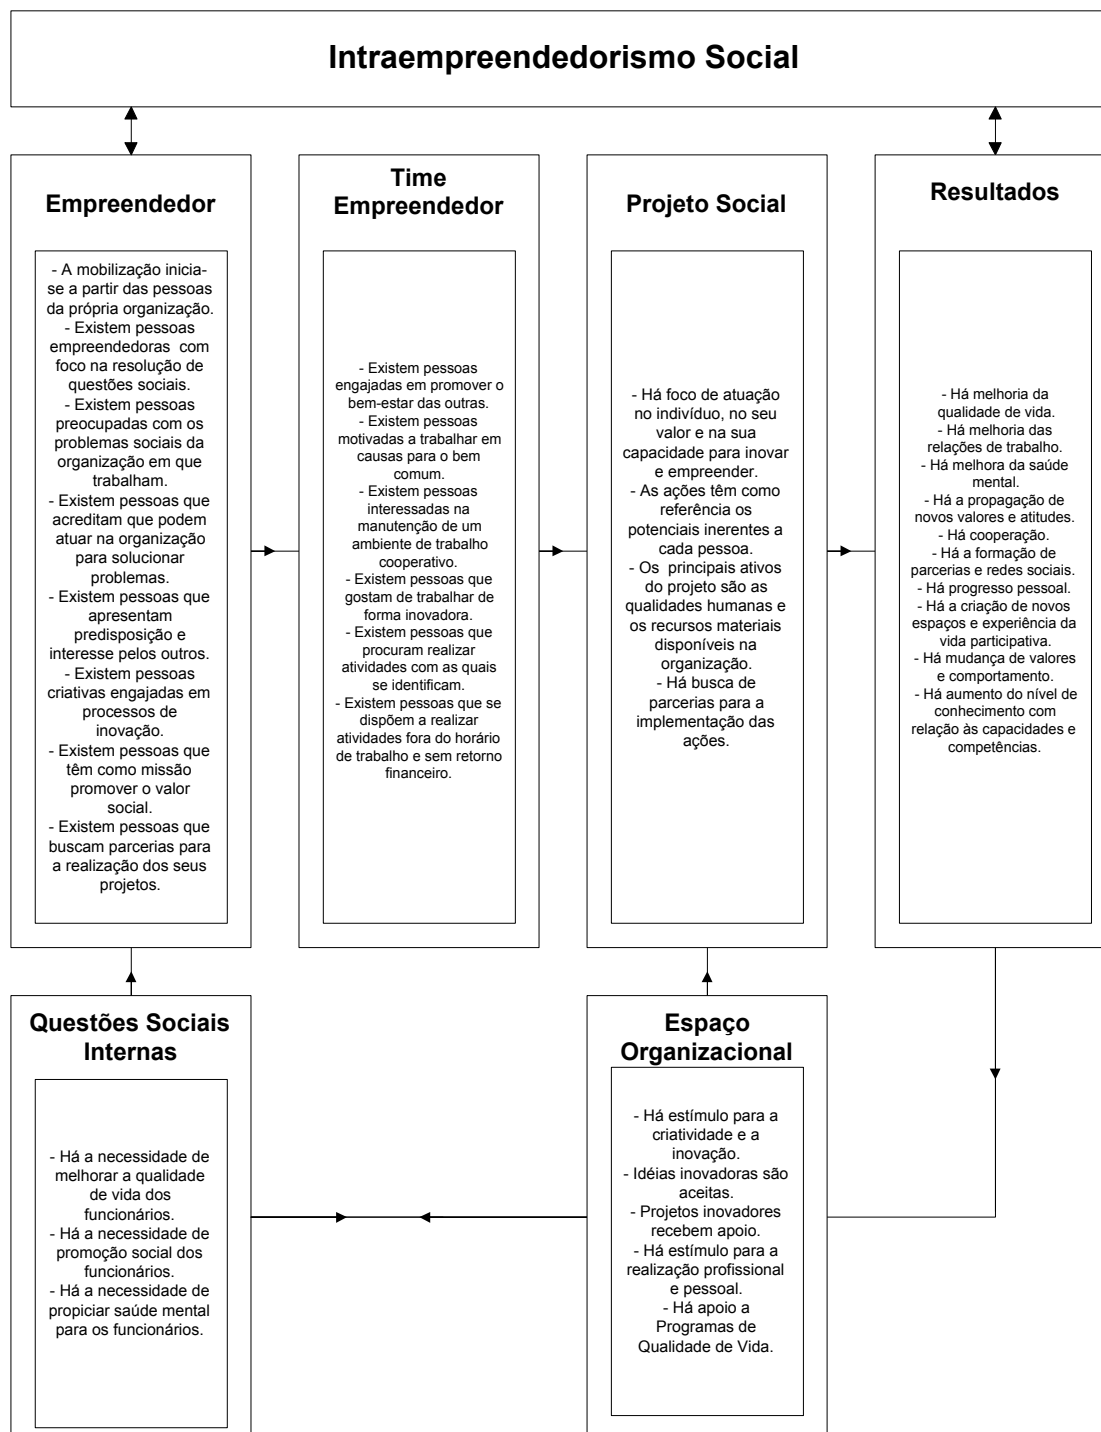 Intraempreendedorismo Social
Empreendedor
- A mobilização inicia-
se a partir das pessoas
da própria organização.
- Existem pessoas
empreendedoras com
foco na resolução de
questões sociais.
- Existem pessoas
preocupadas com os
problemas sociais da
organização em que
trabalham.
- Existem pessoas que
acreditam que podem
atuar na organização
para solucionar
problemas.
- Existem pessoas que
apresentam
predisposição e
interesse pelos outros.
- Existem pessoas
criativas engajadas em
processos de
inovação.
- Existem pessoas que
têm como missão
promover o valor
social.
- Existem pessoas que
buscam parcerias para
a realização dos seus
projetos.
Time
Empreendedor
- Existem pessoas
engajadas em promover o
bem-estar das outras.
- Existem pessoas
motivadas a trabalhar em
causas para o bem
comum.
- Existem pessoas
interessadas na
manutenção de um
ambiente de trabalho
cooperativo.
- Existem pessoas que
gostam de trabalhar de
forma inovadora.
- Existem pessoas que
procuram realizar
atividades com as quais
se identificam.
- Existem pessoas que se
dispõem a realizar
atividades fora do horário
de trabalho e sem retorno
financeiro.
Projeto Social
- Há foco de atuação
no indivíduo, no seu
valor e na sua
capacidade para inovar
e empreender.
- As ações têm como
referência os
potenciais inerentes a
cada pessoa.
- Os principais ativos
do projeto são as
qualidades humanas e
os recursos materiais
disponíveis na
organização.
- Há busca de
parcerias para a
implementação das
ações.
Resultados
- Há melhoria da
qualidade de vida.
- Há melhoria das
relações de trabalho.
- Há melhora da saúde
mental.
- Há a propagação de
novos valores e atitudes.
- Há cooperação.
- Há a formação de
parcerias e redes sociais.
- Há progresso pessoal.
- Há a criação de novos
espaços e experiência da
vida participativa.
- Há mudança de valores
e comportamento.
- Há aumento do nível de
conhecimento com
relação às capacidades e
competências.
Questões Sociais
Internas
- Há a necessidade de
melhorar a qualidade
de vida dos
funcionários.
- Há a necessidade de
promoção social dos
funcionários.
- Há a necessidade de
propiciar saúde mental
para os funcionários.
Espaço
Organizacional
- Há estímulo para a
criatividade e a
inovação.
- Idéias inovadoras são
aceitas.
- Projetos inovadores
recebem apoio.
- Há estímulo para a
realização profissional
e pessoal.
- Há apoio a
Programas de
Qualidade de Vida.